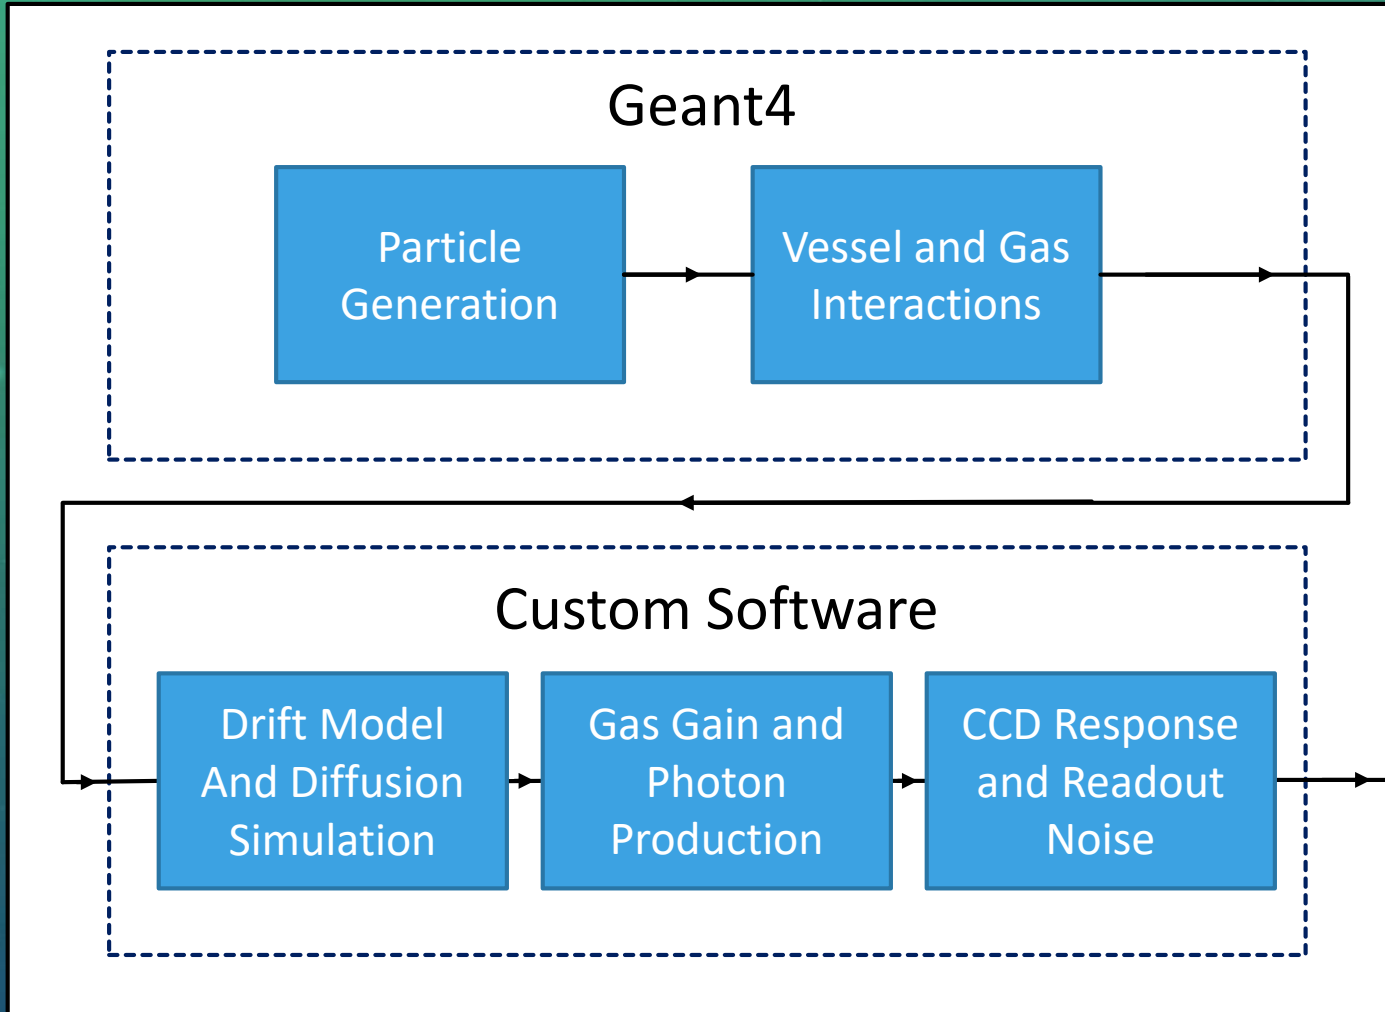 Geant4
Particle
Generation
Vessel and Gas
Interactions
Custom Software
Drift Model
And Diffusion
Simulation
Gas Gain and
Photon
Production
CCD Response
and Readout
Noise